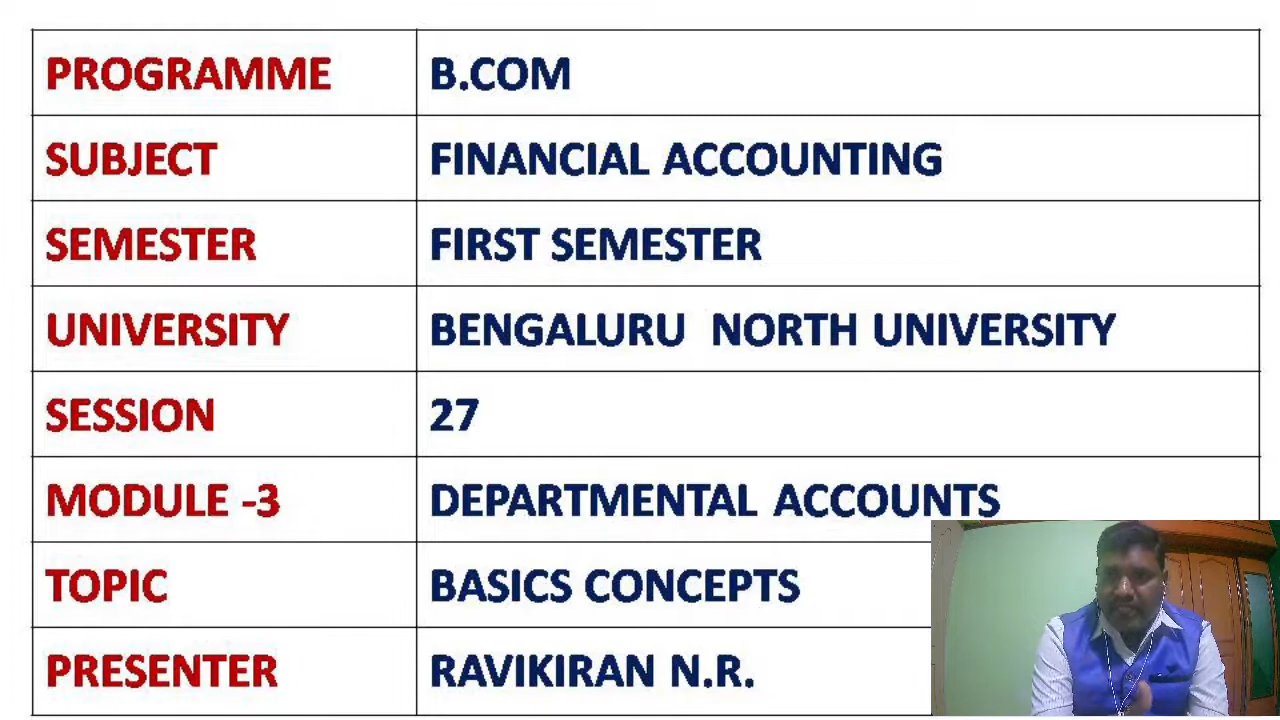 PROGRAMME B.COM
SUBJECT FINANCIAL ACCOUNTING
SEMESTER FIRST SEMESTER
UNIVERSITY BENGALURU NORTH UNIVERSITY
SESSION 27
MODULE -3 DEPARTMENTAL ACCOUNTS
TOPIC BASICS CONCEPTS
PRESENTER RAVIKIRAN N.R.